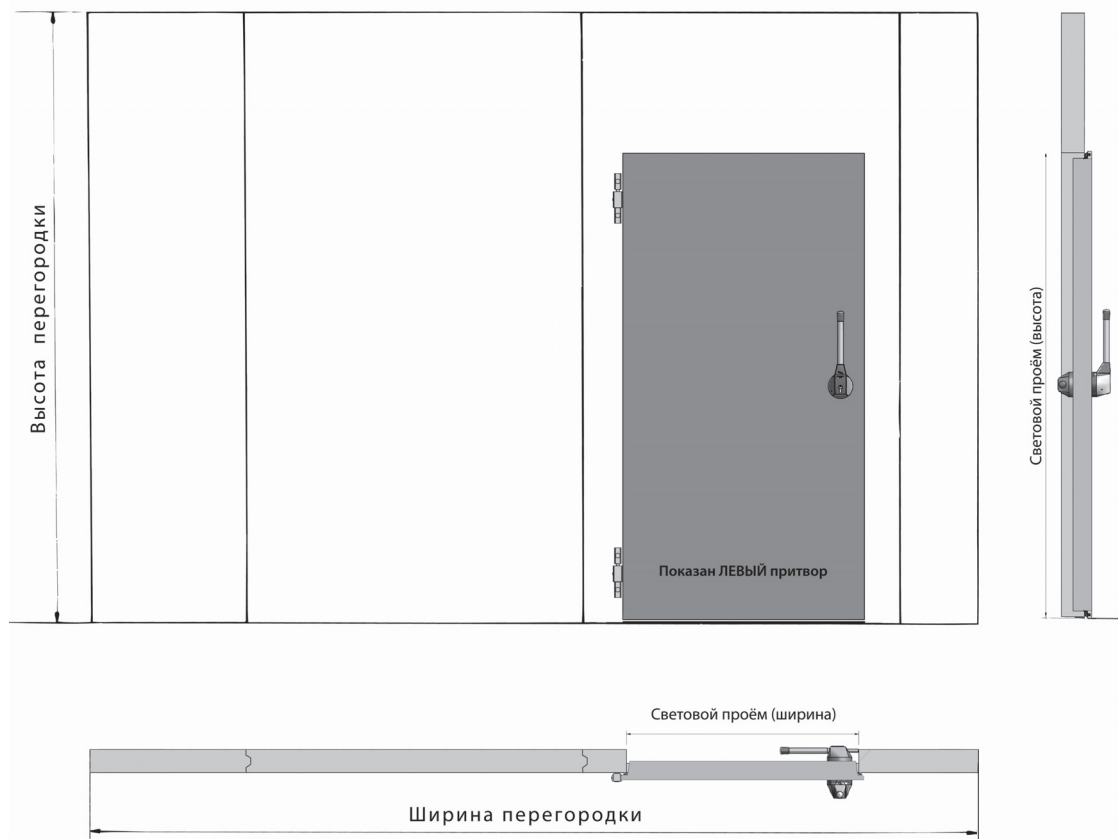 Высота перегородки
Световой проём (высота)
Показан ЛЕВЫЙ притвор
Световой проём (ширина)
Ширина перегородки